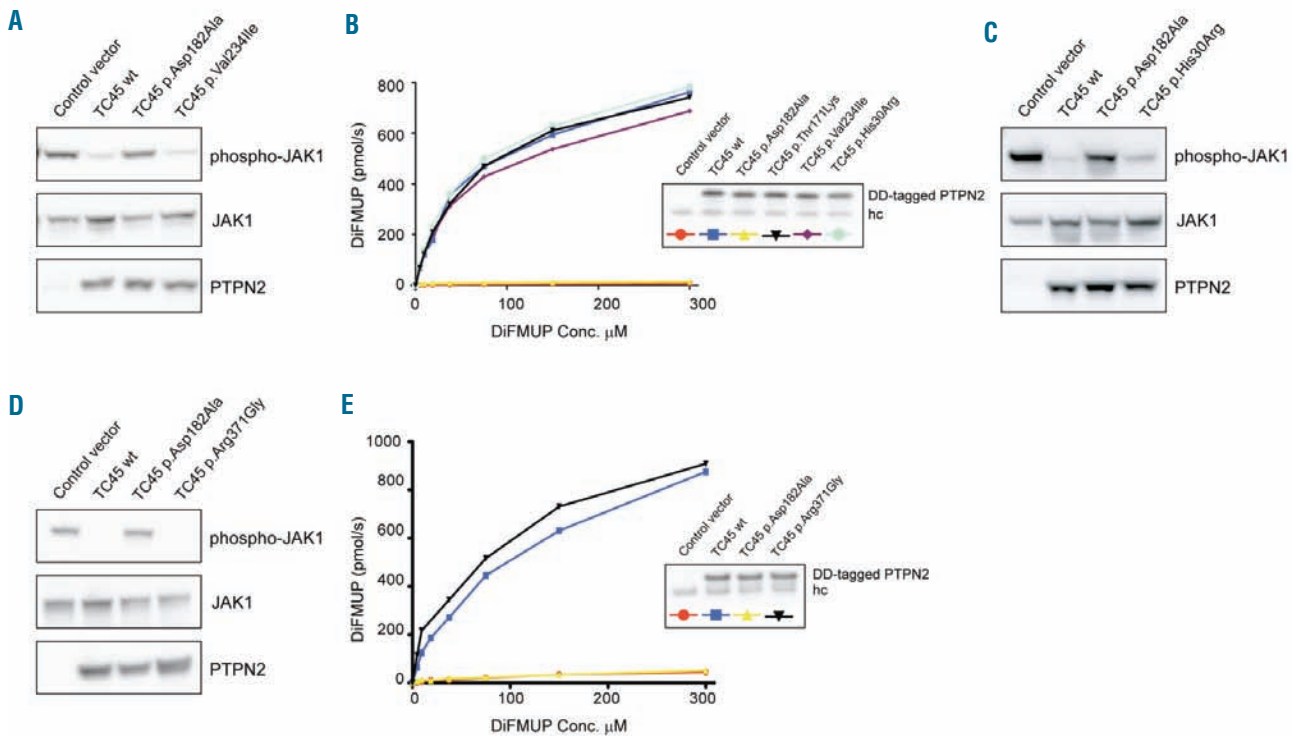 A
Control vector
TC45 wt
TC45 p.Asp182Ala
TC45 p.Val234Ile
phospho-JAK1
JAK1
PTPN2
B
800
600
400
200
0
0
100
200
300
DiFMUP (pmol/s)
DiFMUP Conc. μM
Control vector
TC45 wt
TC45 p.Asp182Ala
TC45 p.Thr171Lys
TC45 p.Val234Ile
TC45 p.His30Arg
DD-tagged PTPN2
hc
C
Control vector
TC45 wt
TC45 p.Asp182Ala
TC45 p.His30Arg
phospho-JAK1
JAK1
PTPN2
D
Control vector
TC45 wt
TC45 p.Asp182Ala
TC45 p.Arg371Gly
phospho-JAK1
JAK1
PTPN2
E
1000
800
600
400
200
0
0
100
200
300
DiFMUP (pmol/s)
DiFMUP Conc. μM
Control vector
TC45 wt
TC45 p.Asp182Ala
TC45 p.Arg371Gly
DD-tagged PTPN2
hc